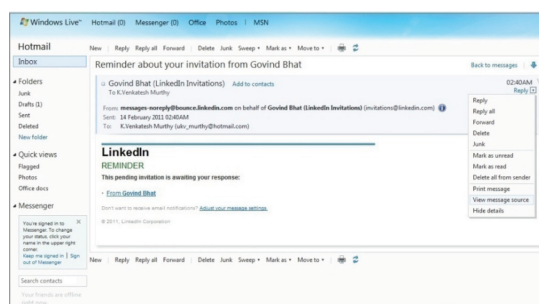 Windows Live™ Hotmail (0) Messenger (0) Office Photos | MSN
Hotmail
New | Reply Reply all Forward | Delete Junk Sweep Mark as Move to
Inbox
Reminder about your invitation from Govind Bhat
Back to messages
Folders
Junk
Drafts (1)
Sent
Deleted
New folder
Quick views
Flagged
Photos
Office docs
Messenger
You're signed in to
Messenger. To change
your status, click your
name in the upper right
corner.
Keep me signed in | Sign
out of Messenger
Search contacts
Your friends are offline
right now.
Govind Bhat (LinkedIn Invitations) Add to contacts
02:40AM
To K.Venkatesh Murthy
Reply
From: messages-noreply@bounce.linkedin.com on behalf of Govind Bhat (LinkedIn Invitations) (invitations@linkedin.com)
Sent: 14 February 2011 02:40AM
To: K.Venkatesh Murthy (ukv_murthy@hotmail.com)
LinkedIn
REMINDER
This pending invitation is awaiting your response:
• From Govind Bhat
Don't want to receive email notifications? Adjust your message settings.
© 2011, LinkedIn Corporation
Reply
Reply all
Forward
Delete
Junk
Mark as unread
Mark as read
Delete all from sender
Print message
View message source
Hide details
New | Reply Reply all Forward | Delete Junk Sweep Mark as Move to